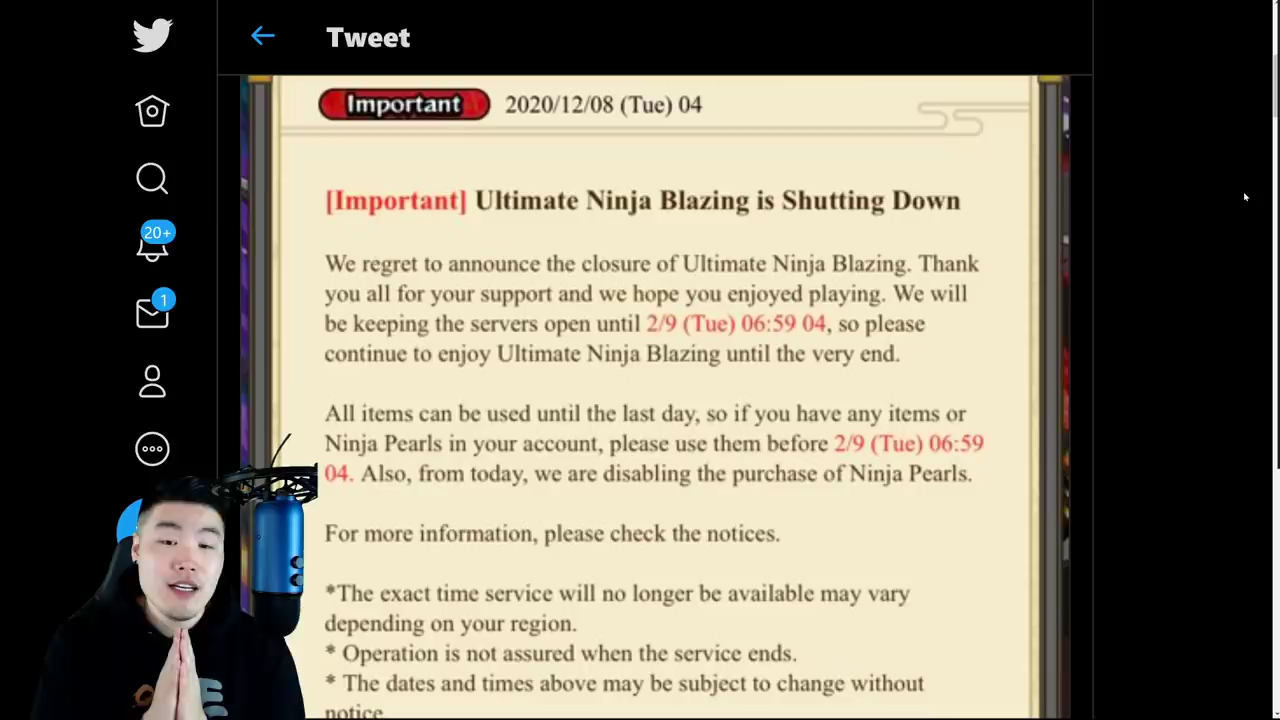 Tweet
Important 2020/12/08 (Tue) 04
[Important] Ultimate Ninja Blazing is Shutting Down
We regret to announce the closure of Ultimate Ninja Blazing. Thank
you all for your support and we hope you enjoyed playing. We will
be keeping the servers open until 2/9 (Tue) 06:59 04, so please
continue to enjoy Ultimate Ninja Blazing until the very end.
All items can be used until the last day, so if you have any items or
Ninja Pearls in your account, please use them before 2/9 (Tue) 06:59
04. Also, from today, we are disabling the purchase of Ninja Pearls.
For more information, please check the notices.
*The exact time service will no longer be available may vary
depending on your region.
* Operation is not assured when the service ends.
* The dates and times above may be subject to change without
notice.
20+
1